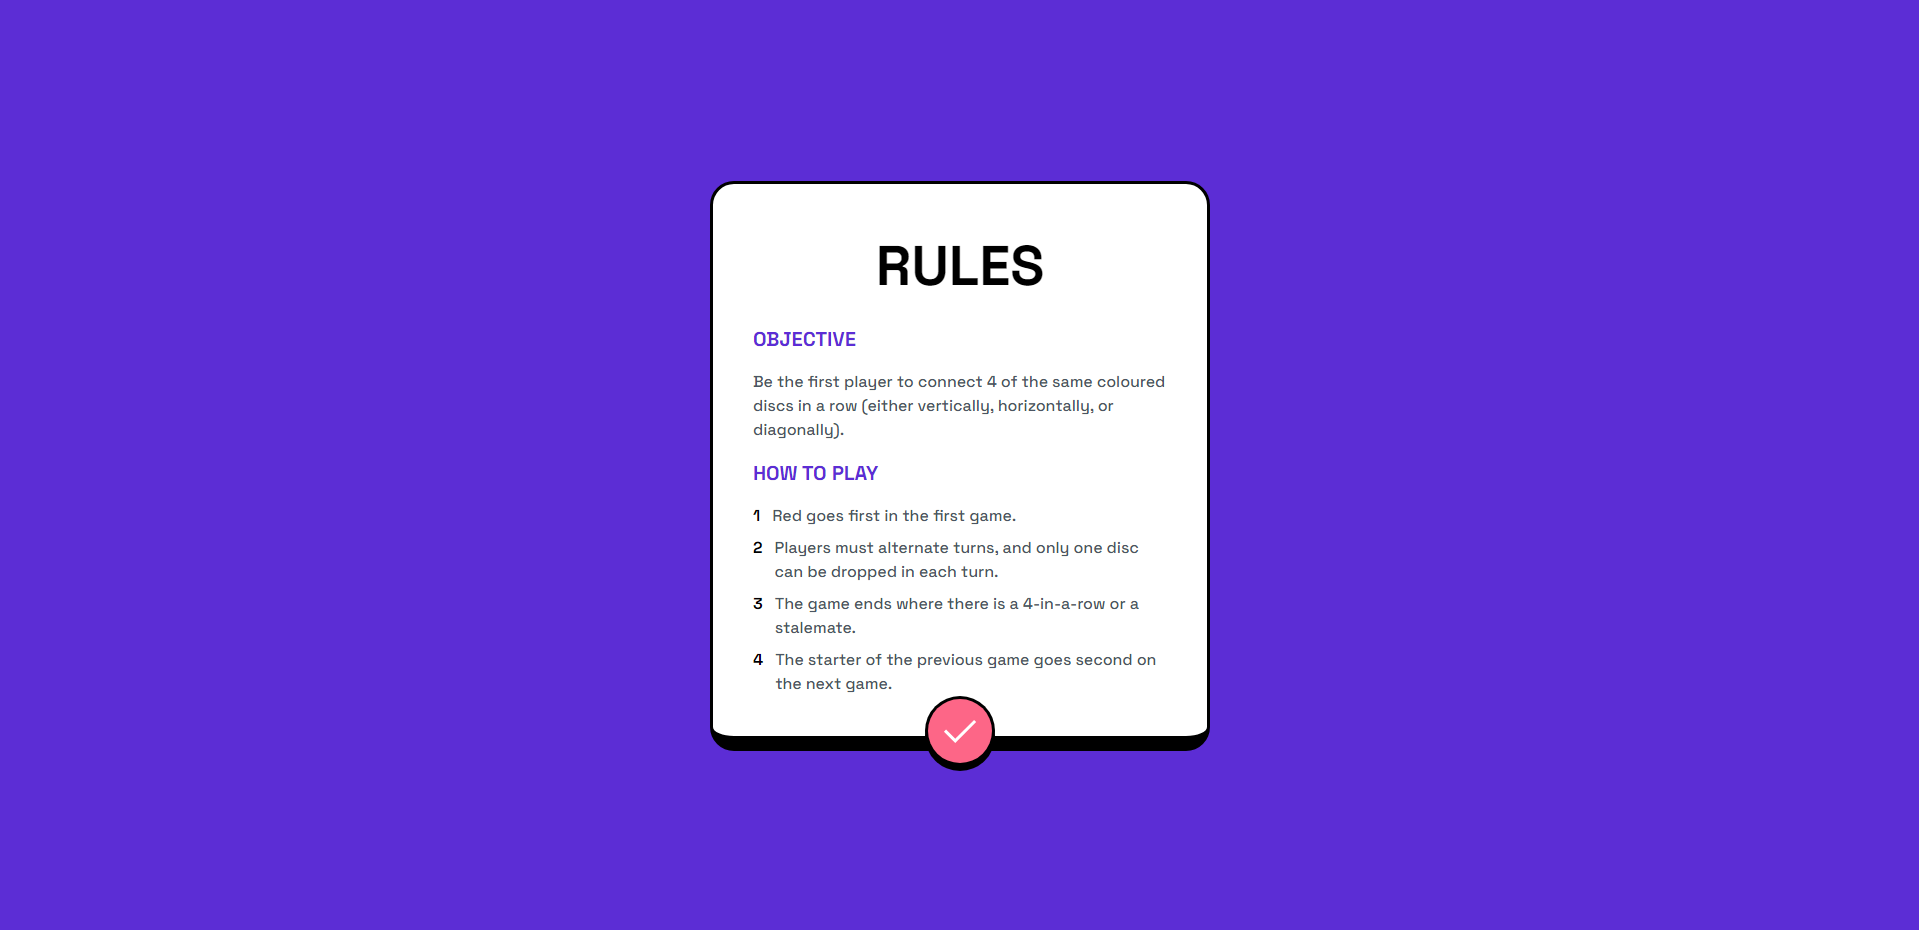 RULES
OBJECTIVE
Be the first player to connect 4 of the same coloured
discs in a row (either vertically, horizontally, or
diagonally).
HOW TO PLAY
1 Red goes first in the first game.
2 Players must alternate turns, and only one disc
can be dropped in each turn.
3 The game ends where there is a 4-in-a-row or a
stalemate.
4 The starter of the previous game goes second on
the next game.